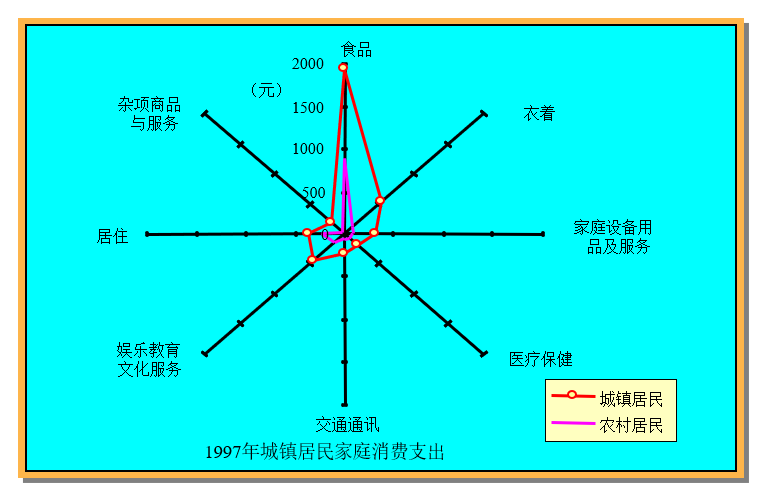 食品
2000
（元）
1500
1000
500
0
杂项商品
与服务
衣着
居住
家庭设备用
品及服务
娱乐教育
文化服务
医疗保健
交通通讯
城镇居民
农村居民
1997年城镇居民家庭消费支出